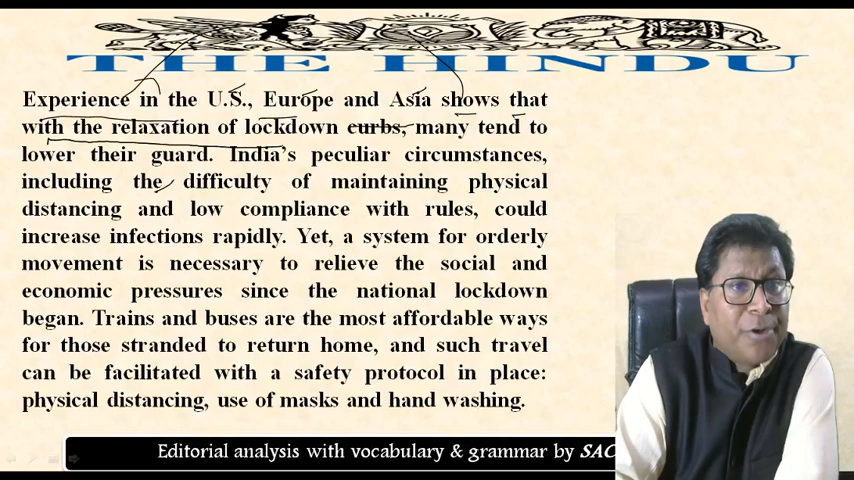 THE HINDU
Experience in the U.S., Europe and Asia shows that
with the relaxation of lockdown curbs, many tend to
lower their guard. India's peculiar circumstances,
including the difficulty of maintaining physical
distancing and low compliance with rules, could
increase infections rapidly. Yet, a system for orderly
movement is necessary to relieve the social and
economic pressures since the national lockdown
began. Trains and buses are the most affordable ways
for those stranded to return home, and such travel
can be facilitated with a safety protocol in place:
physical distancing, use of masks and hand washing.
Editorial analysis with vocabulary & grammar by SAC